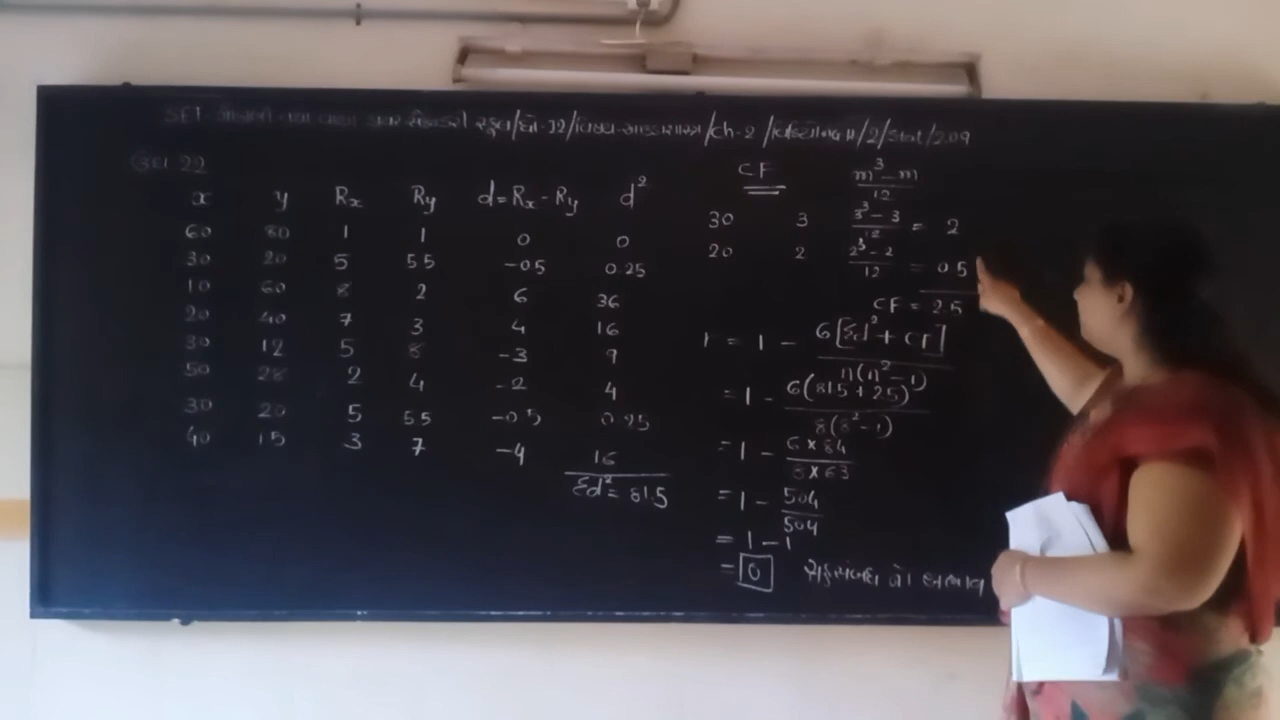 SET / ધો-12 / વિષય-આંકડાશાસ્ત્ર / Ch-2 / 2 / Stat / 2.09
ઉદા 22
x y Rx Ry d = Rx - Ry d²
60 80 1 1 0 0
30 20 5 5.5 -0.5 0.25
10 60 8 2 6 36
20 40 7 3 4 16
30 12 5 8 -3 9
50 28 2 4 -2 4
30 20 5 5.5 -0.5 0.25
40 15 3 7 -4 16
Σd² = 81.5
CF m³ - m / 12
30 3 3³ - 3 / 12 = 2
20 2 2³ - 2 / 12 = 0.5
CF = 2.5
r = 1 - 6[Σd² + CF] / n(n² - 1)
= 1 - 6(81.5 + 2.5) / 8(8² - 1)
= 1 - 6 × 84 / 8 × 63
= 1 - 504 / 504
= 1 - 1
= 0 સહસંબંધ નો અભાવ